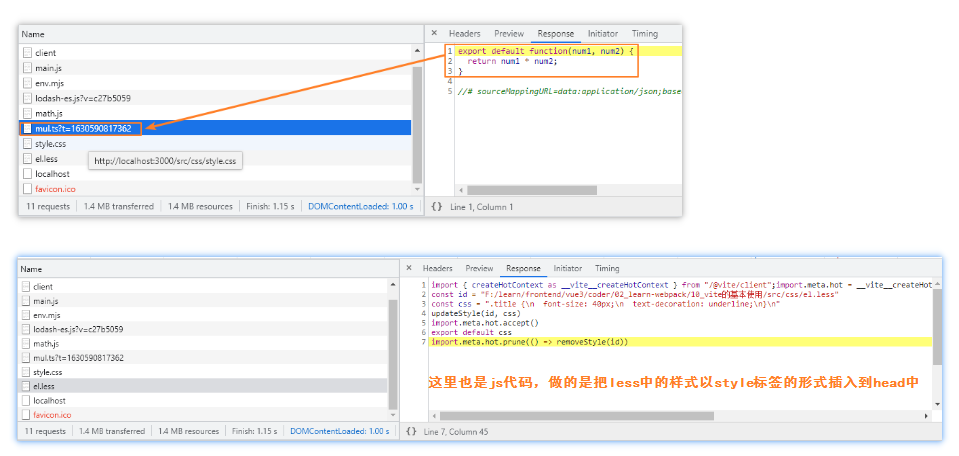 Name
client
main.js
env.mjs
lodash-es.js?v=c27b5059
math.js
mul.ts?t=1630590817362
style.css
el.less
http://localhost:3000/src/css/style.css
localhost
favicon.ico
11 requests 1.4 MB transferred 1.4 MB resources Finish: 1.15 s DOMContentLoaded: 1.00 s
× Headers Preview Response Initiator Timing
1 export default function(num1, num2) {
2 return num1 * num2;
3 }
4
5 //# sourceMappingURL=data:application/json;base
{} Line 1, Column 1
Name
client
main.js
env.mjs
lodash-es.js?v=c27b5059
math.js
mul.ts?t=1630590817362
style.css
el.less
localhost
favicon.ico
11 requests 1.4 MB transferred 1.4 MB resources Finish: 1.15 s DOMContentLoaded: 1.00 s
× Headers Preview Response Initiator Timing
1 import { createHotContext as __vite__createHotContext } from "/@vite/client";import.meta.hot = __vite__createHot
2 const id = "F:/learn/frontend/vue3/coder/02_learn-webpack/10_vite的基本使用/src/css/el.less"
3 const css = ".title {\n  font-size: 40px;\n  text-decoration: underline;\n}\n"
4 updateStyle(id, css)
5 import.meta.hot.accept()
6 export default css
7 import.meta.hot.prune(() => removeStyle(id))
这里也是js代码，做的是把less中的样式以style标签的形式插入到head中
{} Line 7, Column 45